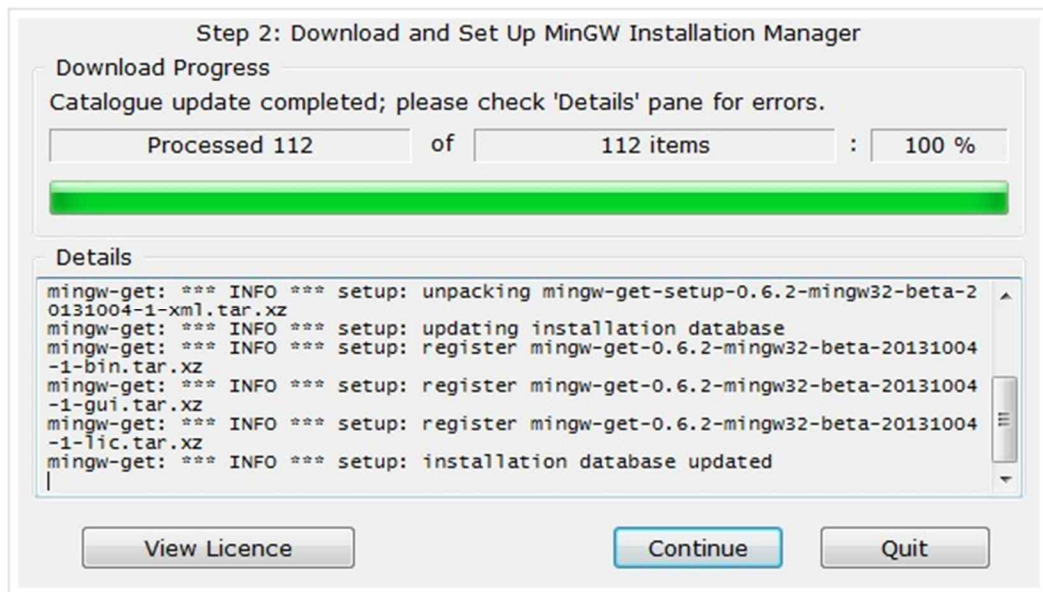 Step 2: Download and Set Up MinGW Installation Manager
Download Progress
Catalogue update completed; please check 'Details' pane for errors.
Processed 112 of 112 items : 100 %
Details
mingw-get: *** INFO *** setup: unpacking mingw-get-setup-0.6.2-mingw32-beta-2
0131004-1-xml.tar.xz
mingw-get: *** INFO *** setup: updating installation database
mingw-get: *** INFO *** setup: register mingw-get-0.6.2-mingw32-beta-20131004
-1-bin.tar.xz
mingw-get: *** INFO *** setup: register mingw-get-0.6.2-mingw32-beta-20131004
-1-gui.tar.xz
mingw-get: *** INFO *** setup: register mingw-get-0.6.2-mingw32-beta-20131004
-1-lic.tar.xz
mingw-get: *** INFO *** setup: installation database updated
View Licence Continue Quit